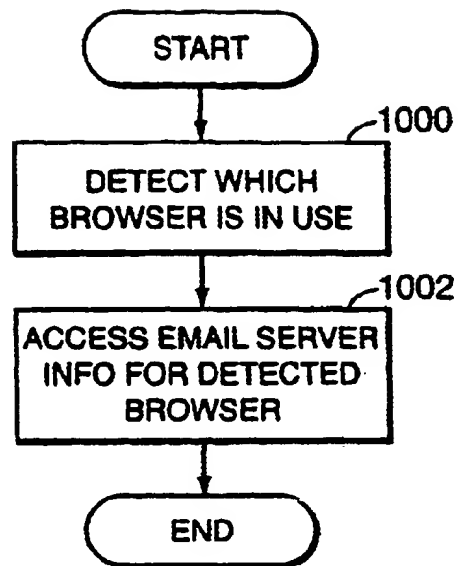 START
1000
DETECT WHICH
BROWSER IS IN USE
1002
ACCESS EMAIL SERVER
INFO FOR DETECTED
BROWSER
END